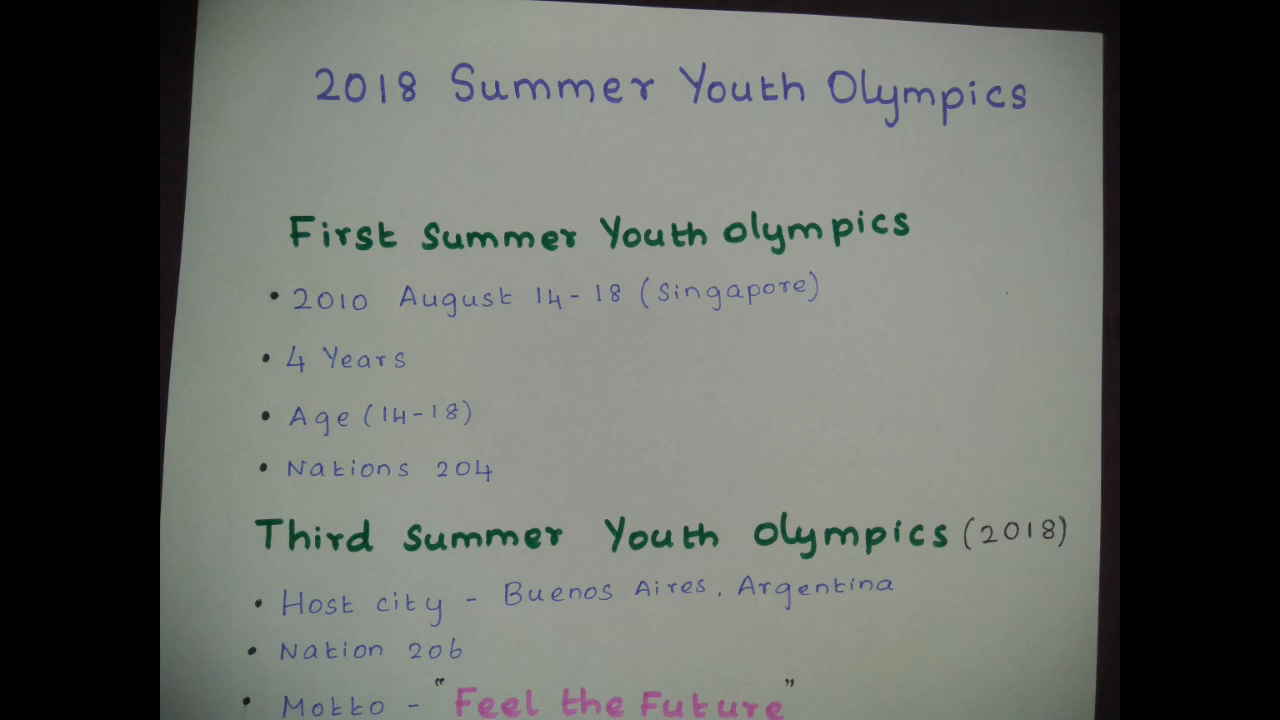 2018 Summer Youth Olympics
First Summer Youth Olympics
• 2010 August 14-18 (Singapore)
• 4 Years
• Age (14-18)
• Nations 204
Third Summer Youth Olympics (2018)
• Host city - Buenos Aires, Argentina
• Nation 206
• Motto - "Feel the Future"